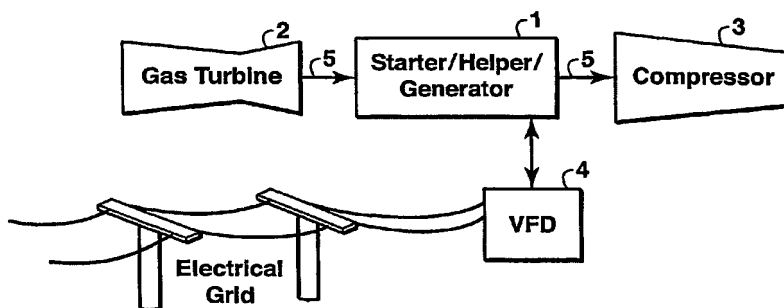 2
1
3
5
5
Gas Turbine
Starter/Helper/
Generator
Compressor
4
VFD
Electrical
Grid